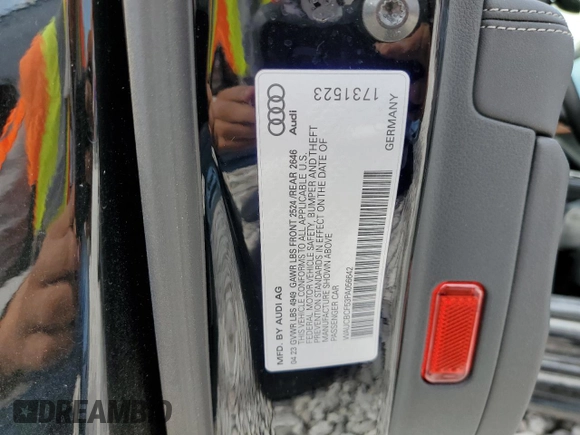 1731523
Audi
GERMANY
MFD. BY AUDI AG
04 23 GVWR LBS 4949 GAWR LBS FRONT 2524 /REAR 2646
THIS VEHICLE CONFORMS TO ALL APPLICABLE U.S.
FEDERAL MOTOR VEHICLE SAFETY, BUMPER AND THEFT
PREVENTION STANDARDS IN EFFECT ON THE DATE OF
MANUFACTURE SHOWN ABOVE
PASSENGER CAR
WAUCBCF53PA056642
DREAMBID